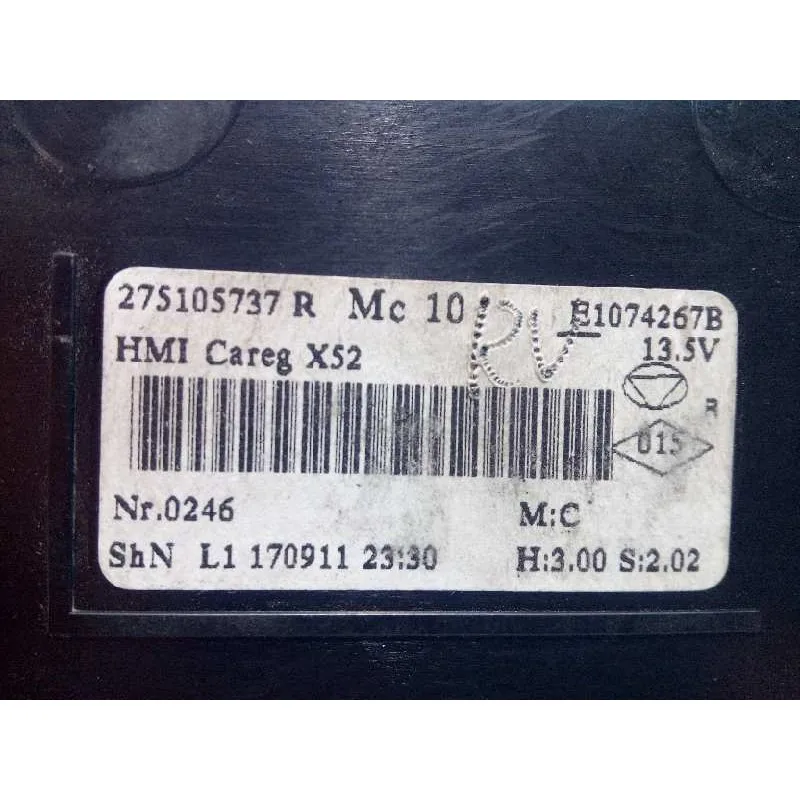 275105737 R Mc 10 E1074267B
HMI Careg X52 13.5V
R
015
Nr.0246 M:C
ShN L1 170911 23:30 H:3.00 S:2.02